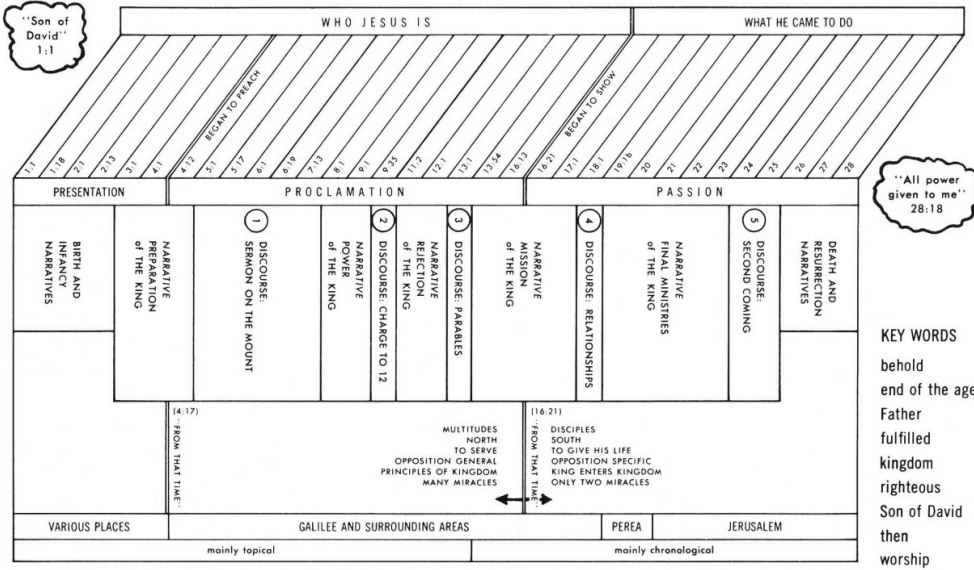 "Son of
David"
1:1
WHO JESUS IS
WHAT HE CAME TO DO
BEGAN TO PREACH
BEGAN TO SHOW
1:1
1:18
2:1
2:13
3:1
4:1
4:12
5:1
5:17
6:1
6:19
7:13
8:1
9:1
9:35
11:2
12:1
13:1
13:54
16:13
16:21
17:1
18:1
19:1b
20
21
22
23
24
25
26
27
28
"All power
given to me"
28:18
PRESENTATION
PROCLAMATION
PASSION
BIRTH AND
INFANCY
NARRATIVES
NARRATIVE
PREPARATION
of THE KING
1
DISCOURSE:
SERMON ON THE MOUNT
NARRATIVE
POWER
of THE KING
2
DISCOURSE: CHARGE TO 12
NARRATIVE
REJECTION
of THE KING
3
DISCOURSE: PARABLES
NARRATIVE
MISSION
of THE KING
4
DISCOURSE: RELATIONSHIPS
NARRATIVE
FINAL MINISTRIES
of THE KING
5
DISCOURSE:
SECOND COMING
DEATH AND
RESURRECTION
NARRATIVES
(4:17)
"FROM THAT TIME"
MULTITUDES
NORTH
TO SERVE
OPPOSITION GENERAL
PRINCIPLES OF KINGDOM
MANY MIRACLES
(16:21)
"FROM THAT TIME"
DISCIPLES
SOUTH
TO GIVE HIS LIFE
OPPOSITION SPECIFIC
KING ENTERS KINGDOM
ONLY TWO MIRACLES
VARIOUS PLACES
GALILEE AND SURROUNDING AREAS
PEREA
JERUSALEM
mainly topical
mainly chronological
KEY WORDS
behold
end of the age
Father
fulfilled
kingdom
righteous
Son of David
then
worship